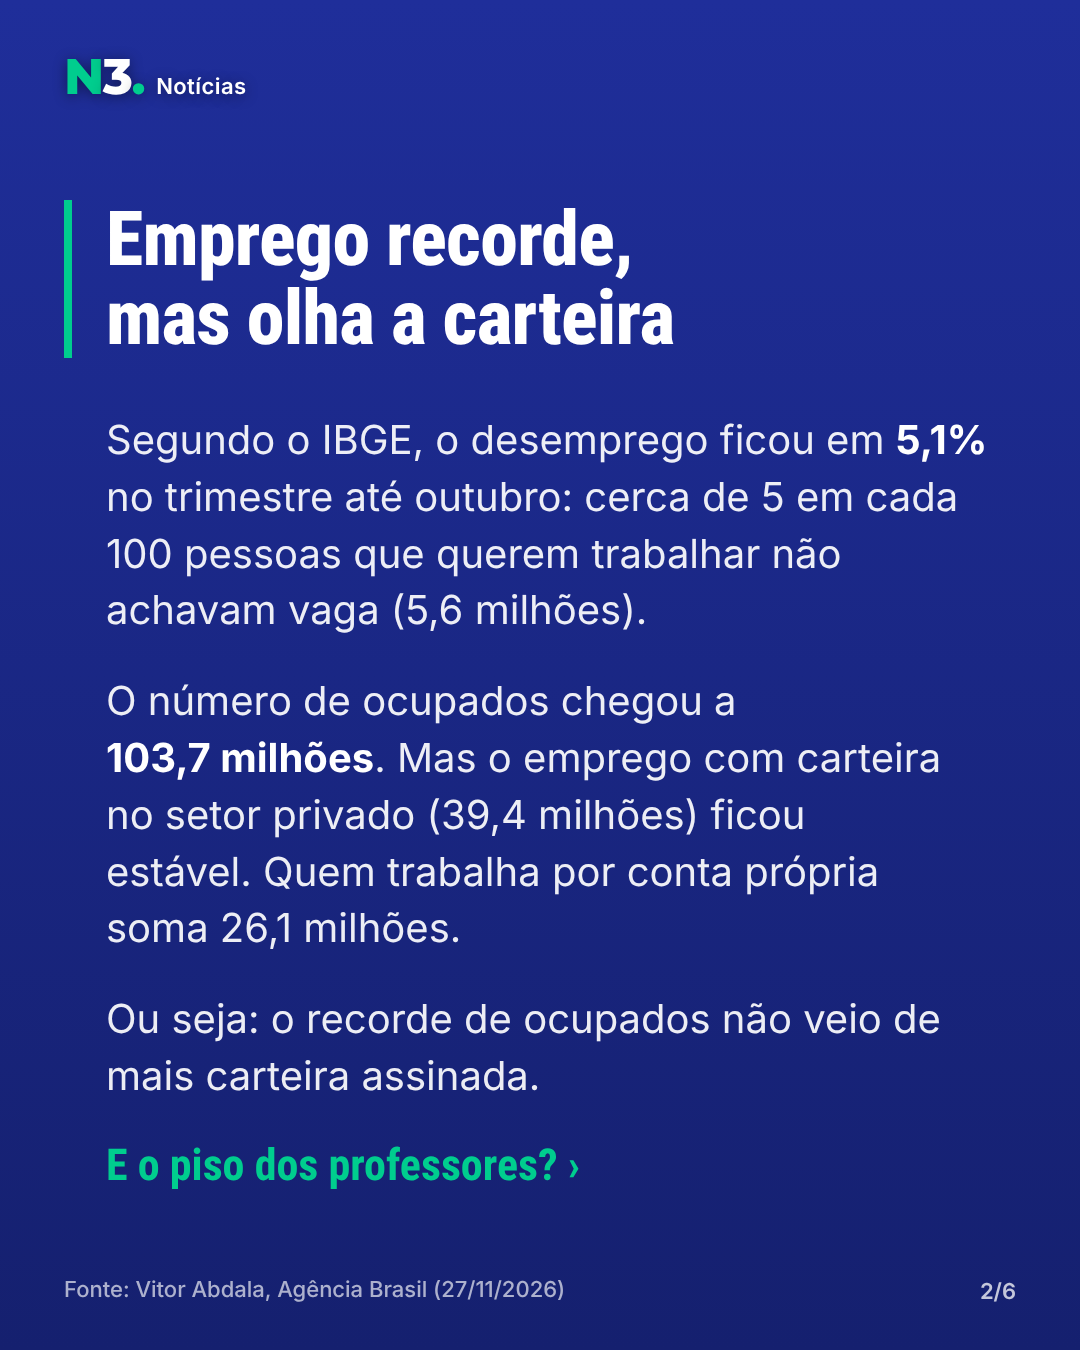 N3. Notícias
Emprego recorde,
mas olha a carteira
Segundo o IBGE, o desemprego ficou em 5,1%
no trimestre até outubro: cerca de 5 em cada
100 pessoas que querem trabalhar não
achavam vaga (5,6 milhões).
O número de ocupados chegou a
103,7 milhões. Mas o emprego com carteira
no setor privado (39,4 milhões) ficou
estável. Quem trabalha por conta própria
soma 26,1 milhões.
Ou seja: o recorde de ocupados não veio de
mais carteira assinada.
E o piso dos professores? ›
Fonte: Vitor Abdala, Agência Brasil (27/11/2026)
2/6